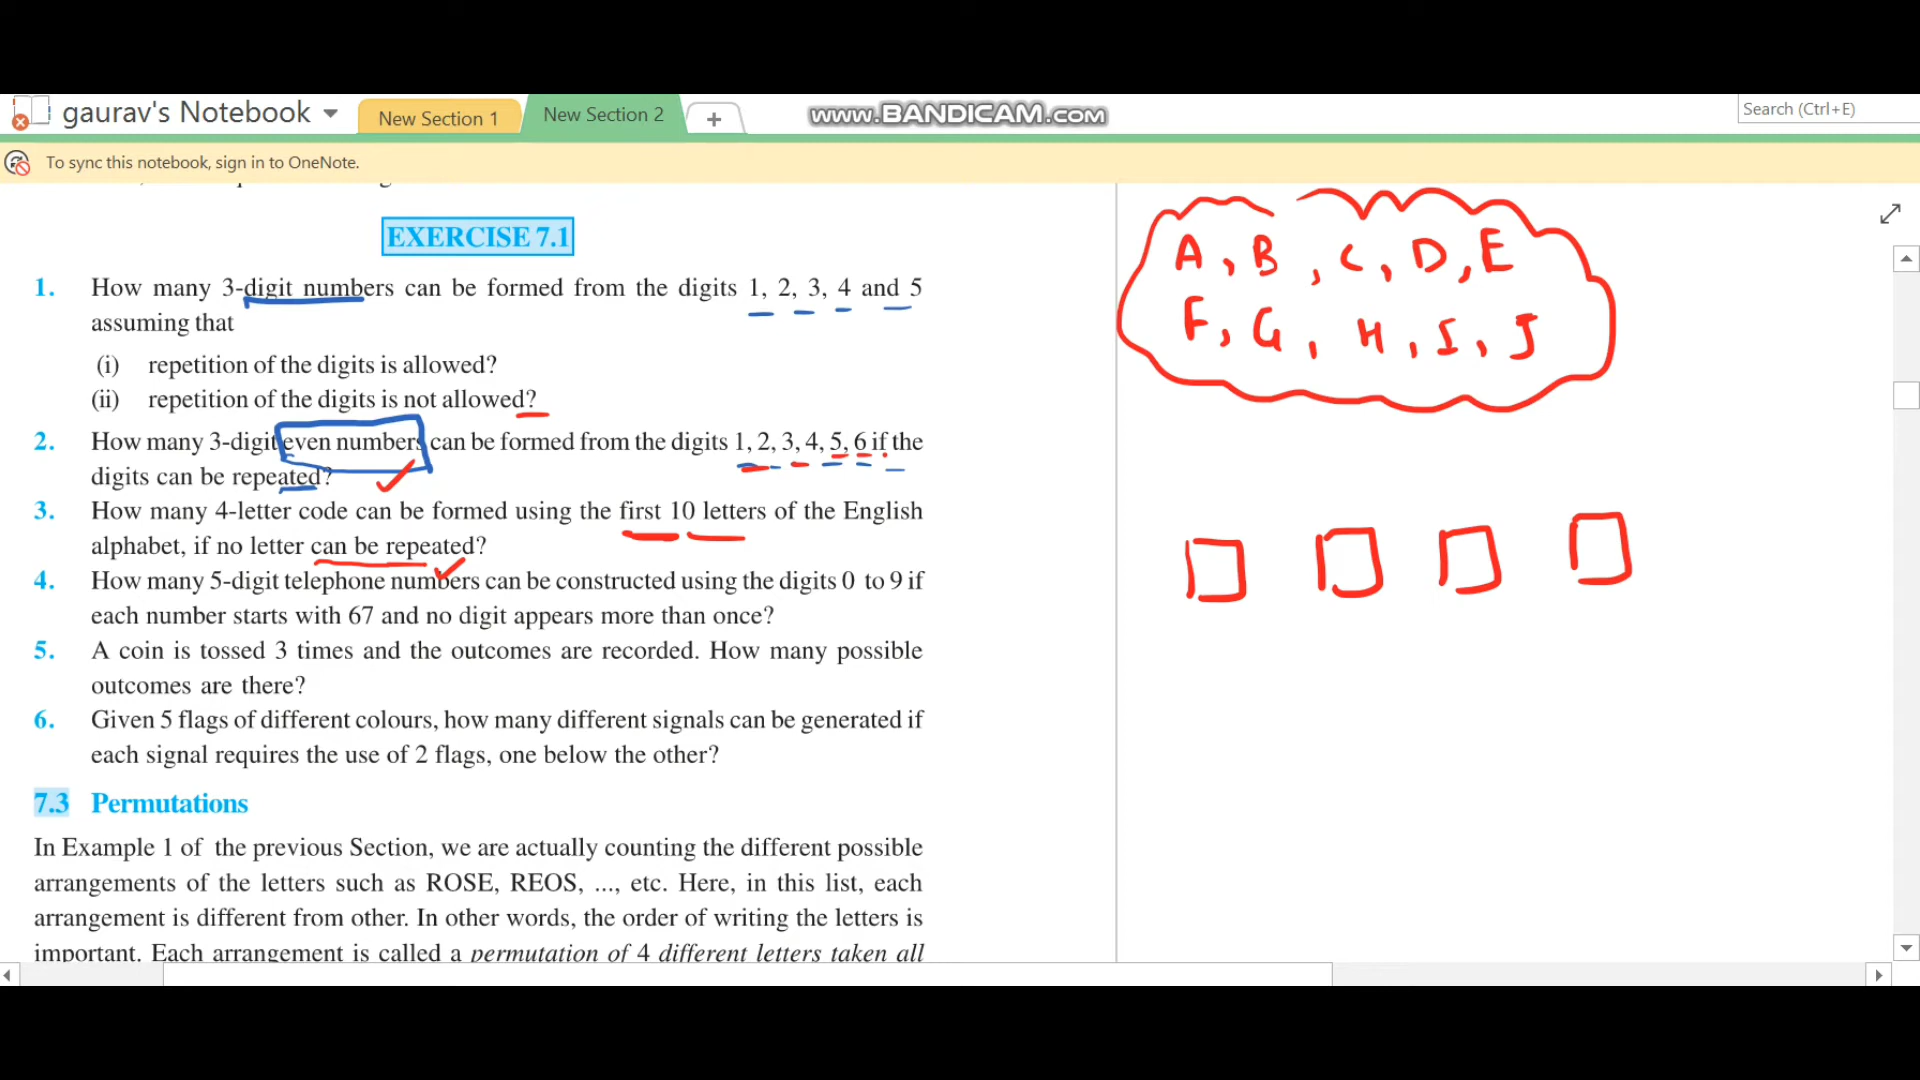 gaurav's Notebook
New Section 1
New Section 2
+
www.BANDICAM.com
Search (Ctrl+E)
To sync this notebook, sign in to OneNote.
EXERCISE 7.1
1. How many 3-digit numbers can be formed from the digits 1, 2, 3, 4 and 5
assuming that
(i) repetition of the digits is allowed?
(ii) repetition of the digits is not allowed?
2. How many 3-digit even numbers can be formed from the digits 1, 2, 3, 4, 5, 6 if the
digits can be repeated?
3. How many 4-letter code can be formed using the first 10 letters of the English
alphabet, if no letter can be repeated?
4. How many 5-digit telephone numbers can be constructed using the digits 0 to 9 if
each number starts with 67 and no digit appears more than once?
5. A coin is tossed 3 times and the outcomes are recorded. How many possible
outcomes are there?
6. Given 5 flags of different colours, how many different signals can be generated if
each signal requires the use of 2 flags, one below the other?
7.3 Permutations
In Example 1 of the previous Section, we are actually counting the different possible
arrangements of the letters such as ROSE, REOS, ..., etc. Here, in this list, each
arrangement is different from other. In other words, the order of writing the letters is
important. Each arrangement is called a permutation of 4 different letters taken all
A, B, C, D, E
F, G, H, I, J